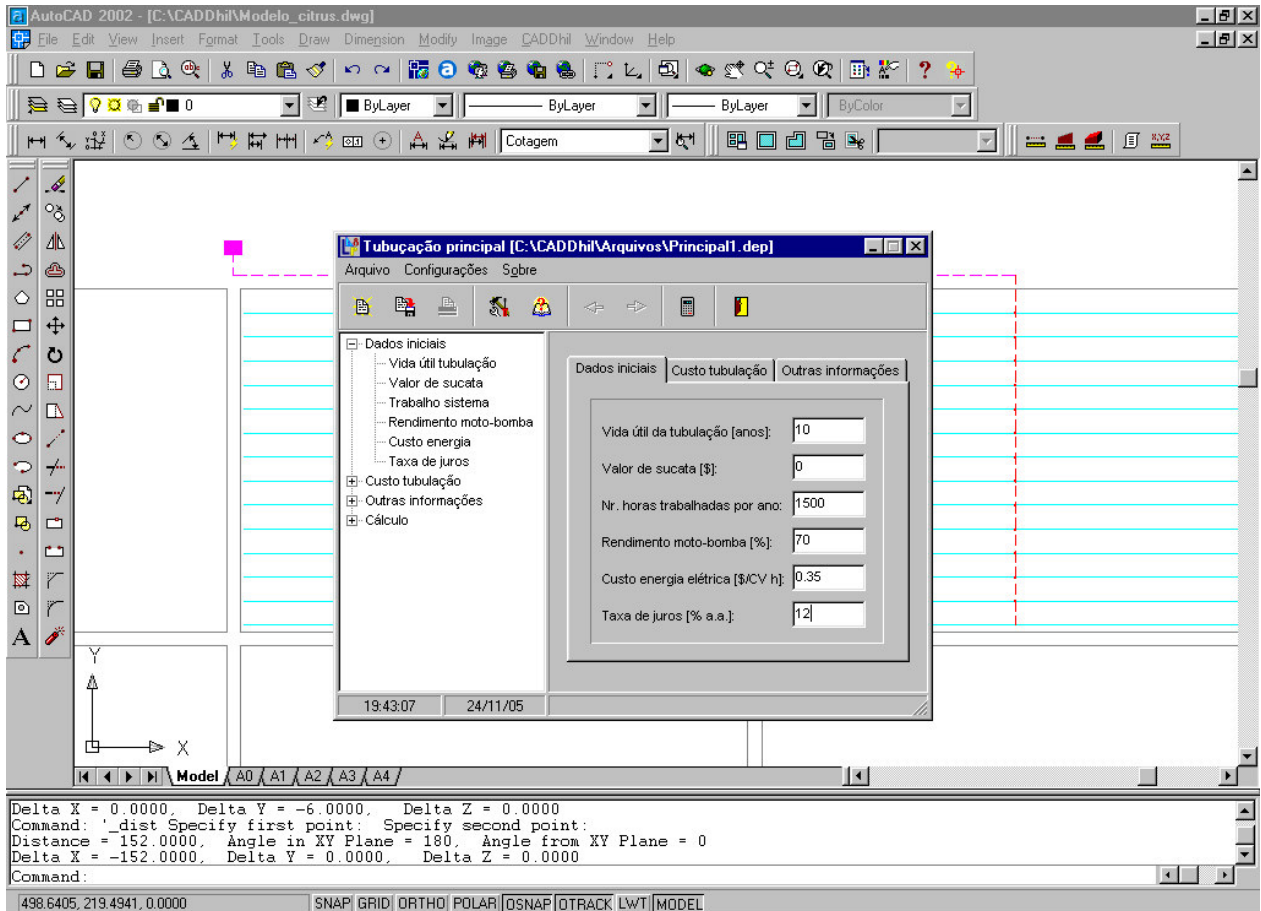 AutoCAD 2002 - [C:\CADDhil\Modelo_citrus.dwg]
File Edit View Insert Format Tools Draw Dimension Modify Image CADDhil Window Help
0 ByLayer ByLayer ByLayer ByColor
Cotagem
Tubuçação principal [C:\CADDhil\Arquivos\Principal1.dep]
Arquivo Configurações Sobre
Dados iniciais
Vida útil tubulação
Valor de sucata
Trabalho sistema
Rendimento moto-bomba
Custo energia
Taxa de juros
Custo tubulação
Outras informações
Cálculo
Dados iniciais Custo tubulação Outras informações
Vida útil da tubulação [anos]: 10
Valor de sucata [$]: 0
Nr. horas trabalhadas por ano: 1500
Rendimento moto-bomba [%]: 70
Custo energia elétrica [$/CV h]: 0.35
Taxa de juros [% a.a.]: 12
19:43:07 24/11/05
Y
X
Model A0 A1 A2 A3 A4
Delta X = 0.0000, Delta Y = -6.0000, Delta Z = 0.0000
Command: '_dist Specify first point: Specify second point:
Distance = 152.0000, Angle in XY Plane = 180, Angle from XY Plane = 0
Delta X = -152.0000, Delta Y = 0.0000, Delta Z = 0.0000
Command:
498.6405, 219.4941, 0.0000 SNAP GRID ORTHO POLAR OSNAP OTRACK LWT MODEL